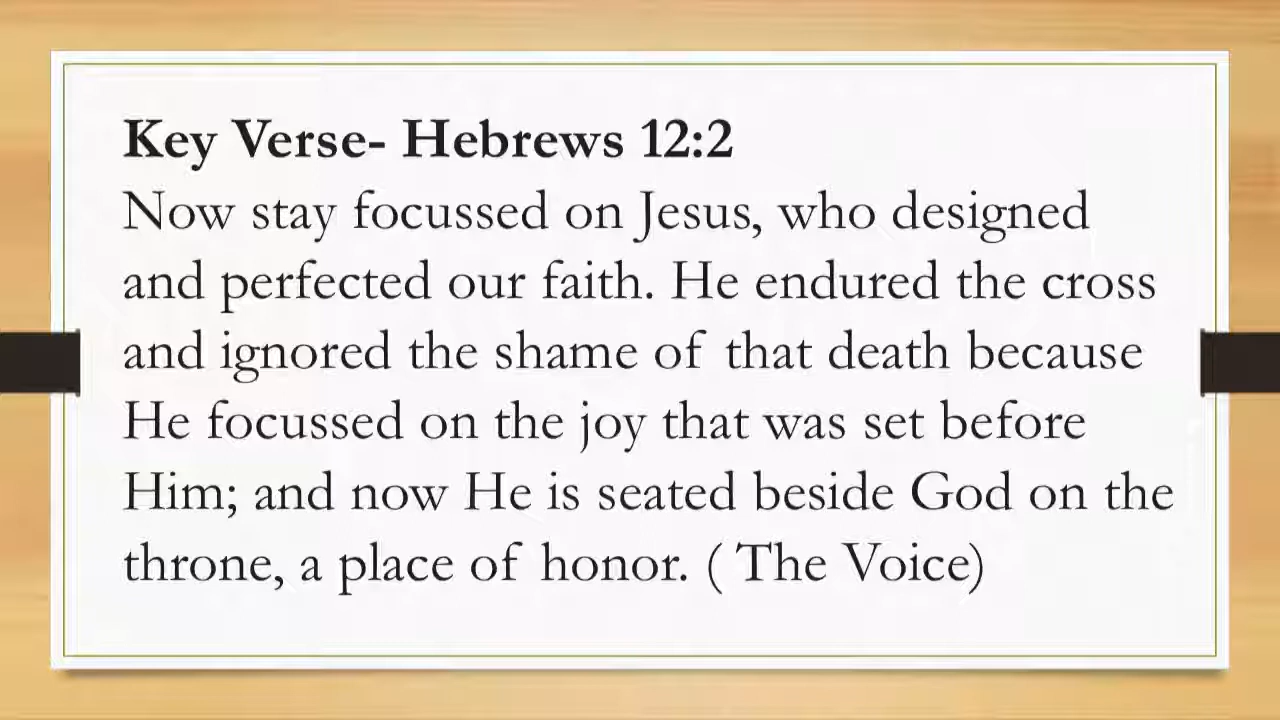 Key Verse- Hebrews 12:2
Now stay focussed on Jesus, who designed
and perfected our faith. He endured the cross
and ignored the shame of that death because
He focussed on the joy that was set before
Him; and now He is seated beside God on the
throne, a place of honor. ( The Voice)